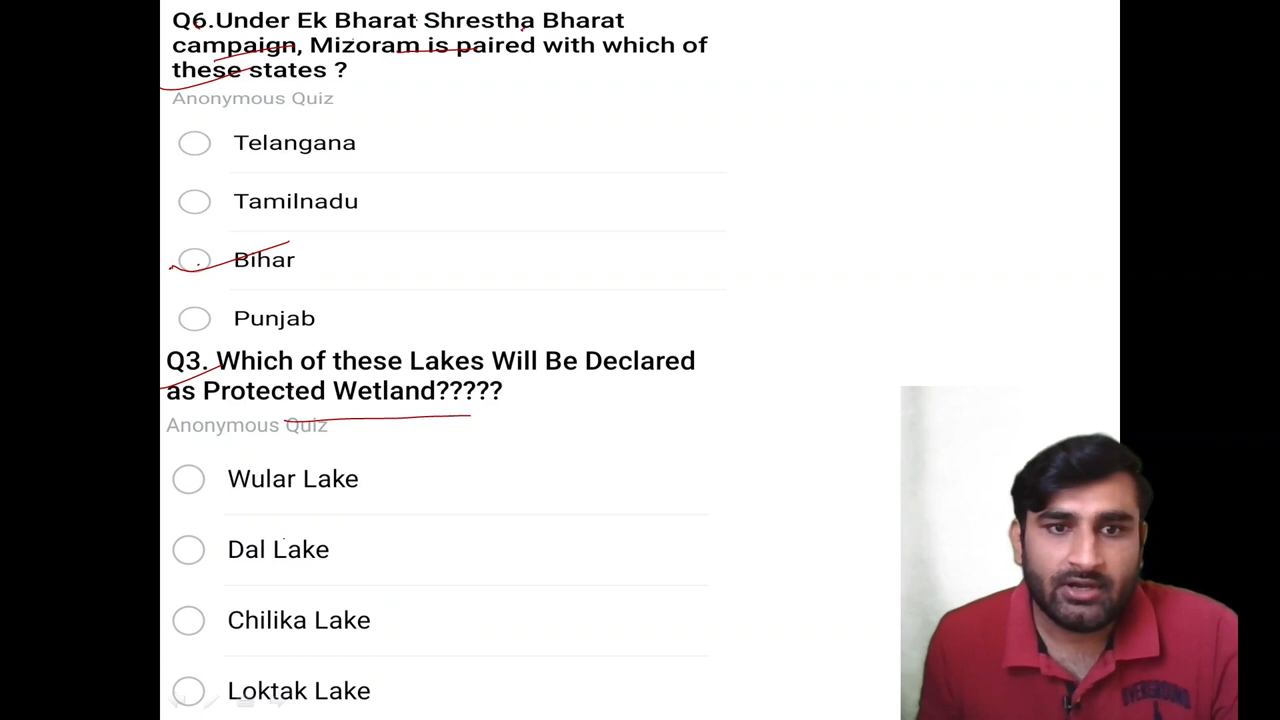 Q6.Under Ek Bharat Shrestha Bharat
campaign, Mizoram is paired with which of
these states ?
Anonymous Quiz
Telangana
Tamilnadu
Bihar
Punjab
Q3. Which of these Lakes Will Be Declared
as Protected Wetland?????
Anonymous Quiz
Wular Lake
Dal Lake
Chilika Lake
Loktak Lake